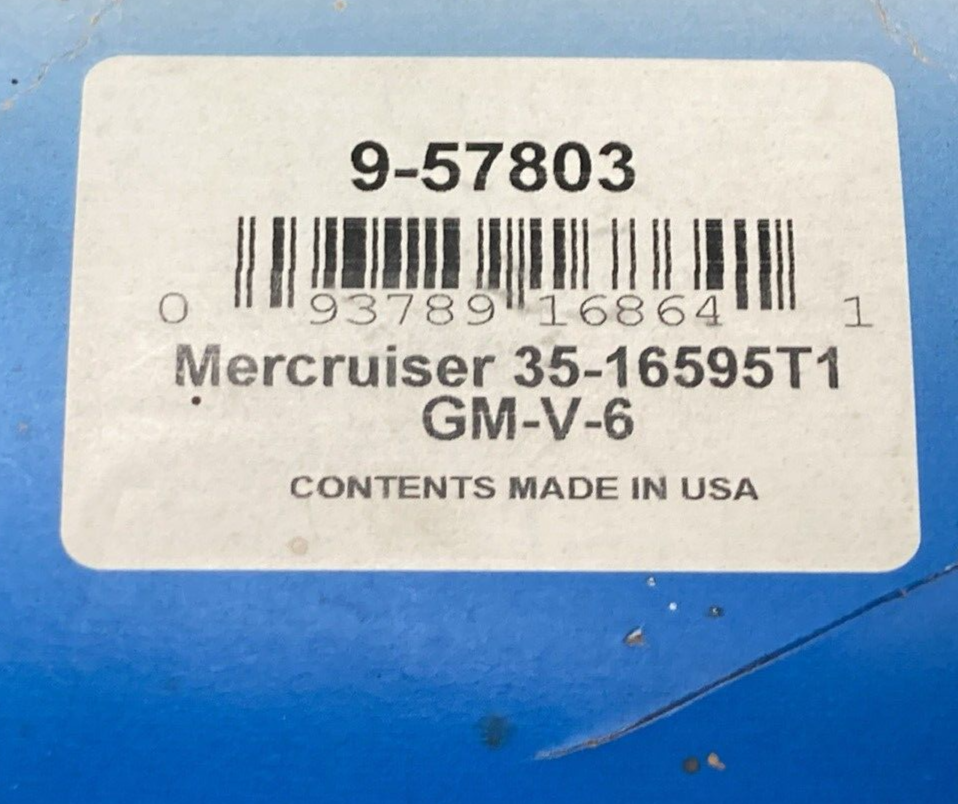 9-57803
0 93789 16864 1
Mercruiser 35-16595T1
GM-V-6
CONTENTS MADE IN USA